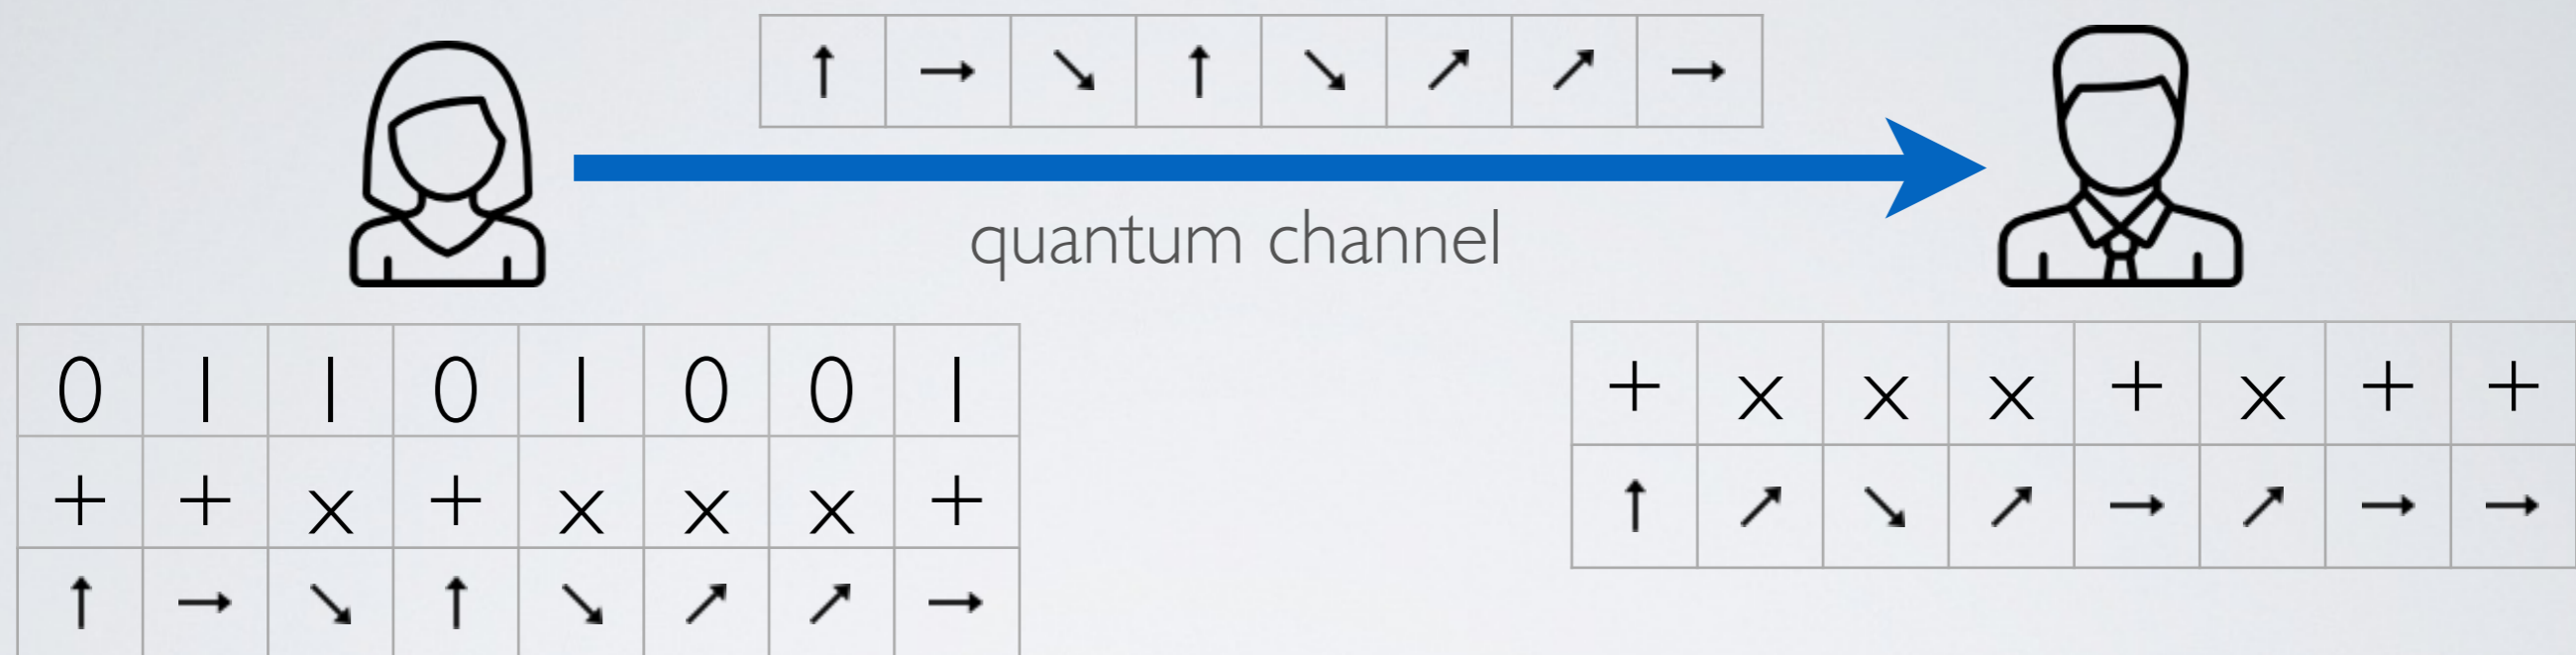 ↑ → ↘ ↑ ↘ ↗ ↗ →
quantum channel
0 1 1 0 1 0 0 1
+ + × + × × × +
↑ → ↘ ↑ ↘ ↗ ↗ →
+ × × × + × + +
↑ ↗ ↘ ↗ → ↗ → →